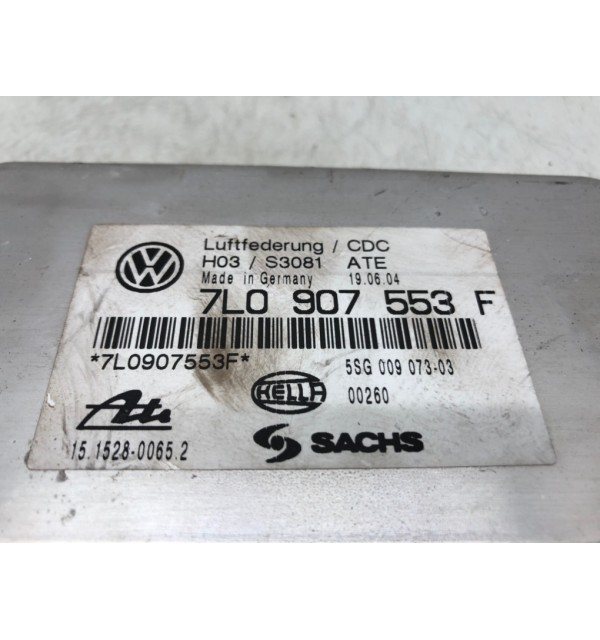 Luftfederung / CDC
H03 / S3081 ATE
Made in Germany 19.06.04
7L0 907 553 F
*7L0907553F*
5SG 009 073-03
HELLA
00260
Ate
SACHS
15.1528-0065.2